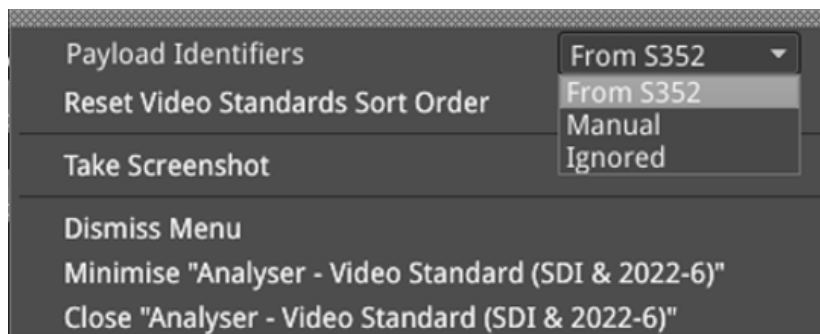 Payload Identifiers From S352
From S352
Reset Video Standards Sort Order
Manual
Take Screenshot
Ignored
Dismiss Menu
Minimise "Analyser - Video Standard (SDI & 2022-6)"
Close "Analyser - Video Standard (SDI & 2022-6)"